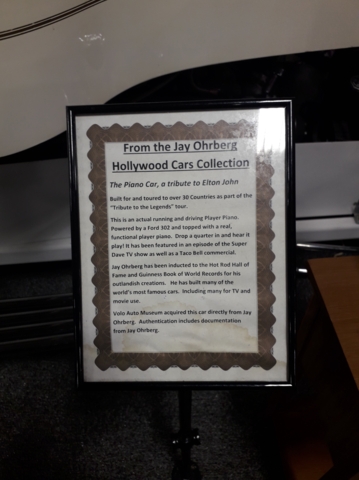 From the Jay Ohrberg
Hollywood Cars Collection
The Piano Car, a tribute to Elton John
Built for and toured to over 30 Countries as part of the
"Tribute to the Legends" tour.
This is an actual running and driving Player Piano.
Powered by a Ford 302 and topped with a real,
functional player piano. Drop a quarter in and hear it
play! It has been featured in an episode of the Super
Dave TV show as well as a Taco Bell commercial.
Jay Ohrberg has been inducted to the Hot Rod Hall of
Fame and Guinness Book of World Records for his
outlandish creations. He has built many of the
world's most famous cars. Including many for TV and
movie use.
Volo Auto Museum acquired this car directly from Jay
Ohrberg. Authentication includes documentation
from Jay Ohrberg.